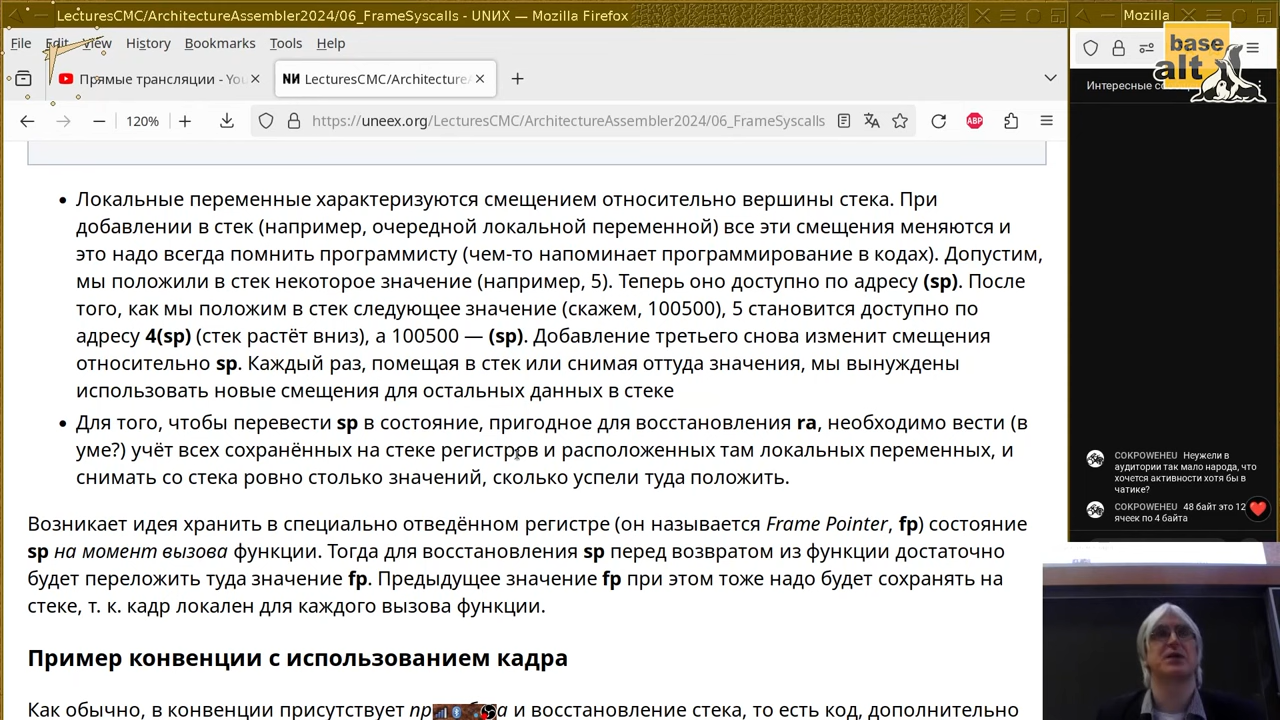 LecturesCMC/ArchitectureAssembler2024/06_FrameSyscalls - UNИX — Mozilla Firefox
Mozilla
File Edit View History Bookmarks Tools Help
base
alt
Прямые трансляции - You
NИ LecturesCMC/Architecture
120%
https://uneex.org/LecturesCMC/ArchitectureAssembler2024/06_FrameSyscalls
ABP
Локальные переменные характеризуются смещением относительно вершины стека. При
добавлении в стек (например, очередной локальной переменной) все эти смещения меняются и
это надо всегда помнить программисту (чем-то напоминает программирование в кодах). Допустим,
мы положили в стек некоторое значение (например, 5). Теперь оно доступно по адресу (sp). После
того, как мы положим в стек следующее значение (скажем, 100500), 5 становится доступно по
адресу 4(sp) (стек растёт вниз), а 100500 — (sp). Добавление третьего снова изменит смещения
относительно sp. Каждый раз, помещая в стек или снимая оттуда значения, мы вынуждены
использовать новые смещения для остальных данных в стеке
Для того, чтобы перевести sp в состояние, пригодное для восстановления ra, необходимо вести (в
уме?) учёт всех сохранённых на стеке регистров и расположенных там локальных переменных, и
снимать со стека ровно столько значений, сколько успели туда положить.
Возникает идея хранить в специально отведённом регистре (он называется Frame Pointer, fp) состояние
sp на момент вызова функции. Тогда для восстановления sp перед возвратом из функции достаточно
будет переложить туда значение fp. Предыдущее значение fp при этом тоже надо будет сохранять на
стеке, т. к. кадр локален для каждого вызова функции.
Пример конвенции с использованием кадра
Как обычно, в конвенции присутствует и восстановление стека, то есть код, дополнительно
Интересные
COKPOWEHEU Неужели в
аудитории так мало народа, что
хочется активности хотя бы в
чатике?
COKPOWEHEU 48 байт это 12
ячеек по 4 байта